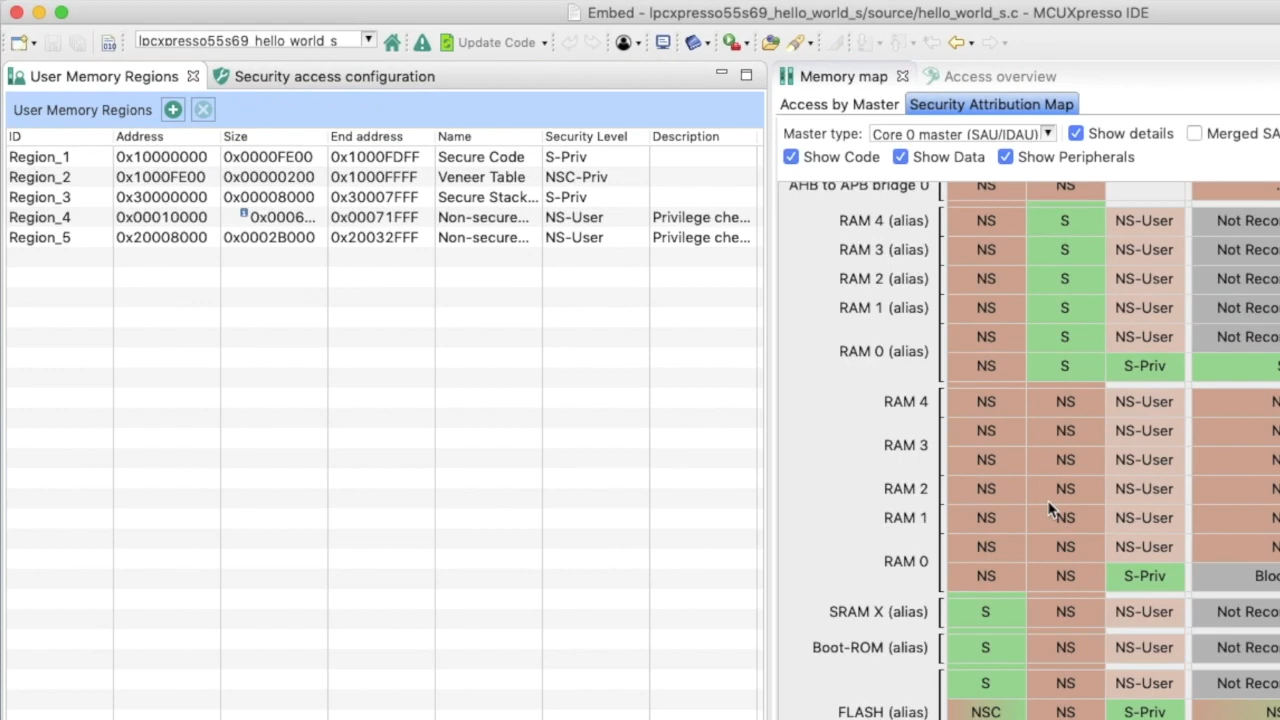 Embed - lpcxpresso55s69_hello_world_s/source/hello_world_s.c - MCUXpresso IDE
lpcxpresso55s69_hello_world_s
Update Code
User Memory Regions
Security access configuration
User Memory Regions
ID Address Size End address Name Security Level Description
Region_1 0x10000000 0x0000FE00 0x1000FDFF Secure Code S-Priv
Region_2 0x1000FE00 0x00000200 0x1000FFFF Veneer Table NSC-Priv
Region_3 0x30000000 0x00008000 0x30007FFF Secure Stack... S-Priv
Region_4 0x00010000 0x0006... 0x00071FFF Non-secure... NS-User Privilege che...
Region_5 0x20008000 0x0002B000 0x20032FFF Non-secure... NS-User Privilege che...
Memory map
Access overview
Access by Master
Security Attribution Map
Master type: Core 0 master (SAU/IDAU) Show details Merged SA
Show Code Show Data Show Peripherals
AHB to APB bridge 0 NS NS
RAM 4 (alias) NS S NS-User Not Reco
RAM 3 (alias) NS S NS-User Not Reco
RAM 2 (alias) NS S NS-User Not Reco
RAM 1 (alias) NS S NS-User Not Reco
RAM 0 (alias) NS S NS-User Not Reco
NS S S-Priv S
RAM 4 NS NS NS-User N
RAM 3 NS NS NS-User N
NS NS NS-User N
RAM 2 NS NS NS-User N
RAM 1 NS NS NS-User N
RAM 0 NS NS NS-User N
NS NS S-Priv Bloc
SRAM X (alias) S NS NS-User Not Reco
Boot-ROM (alias) S NS NS-User Not Reco
S NS NS-User Not Reco
FLASH (alias) NSC NS S-Priv NS